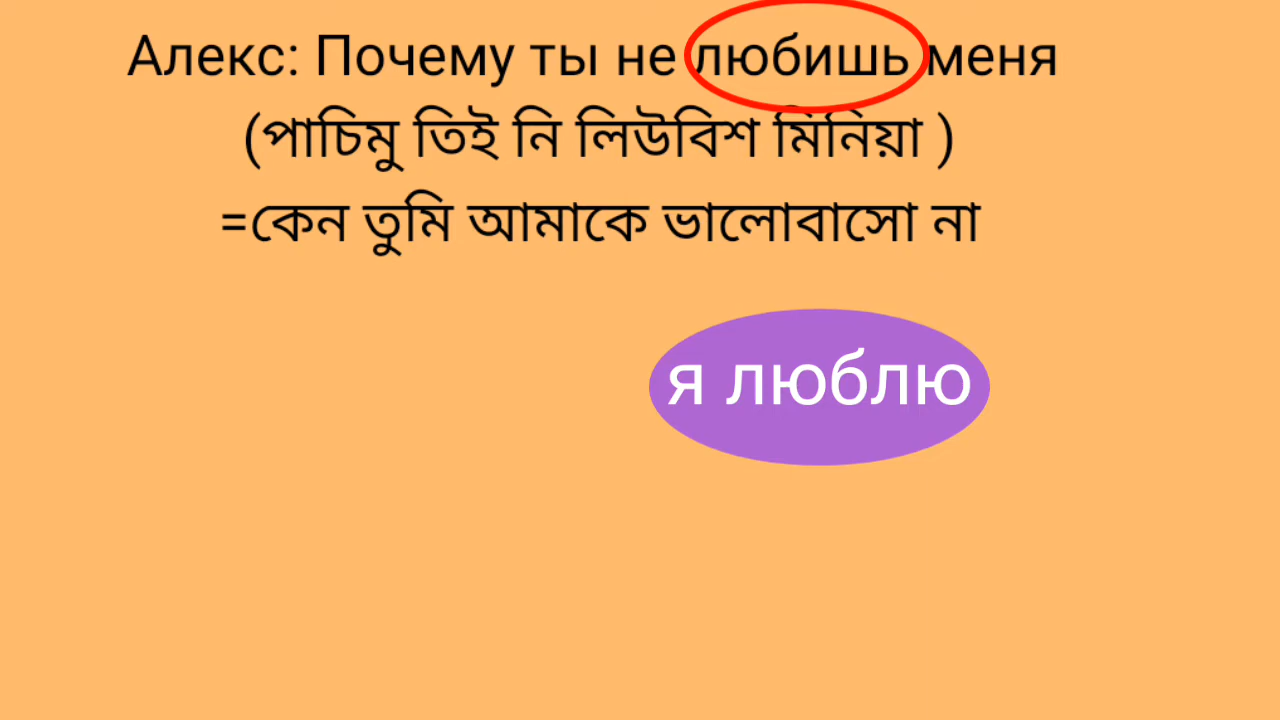 Алекс: Почему ты не любишь меня
(পাচিমু তিই নি লিউবিশ মিনিয়া )
=কেন তুমি আমাকে ভালোবাসো না
я люблю